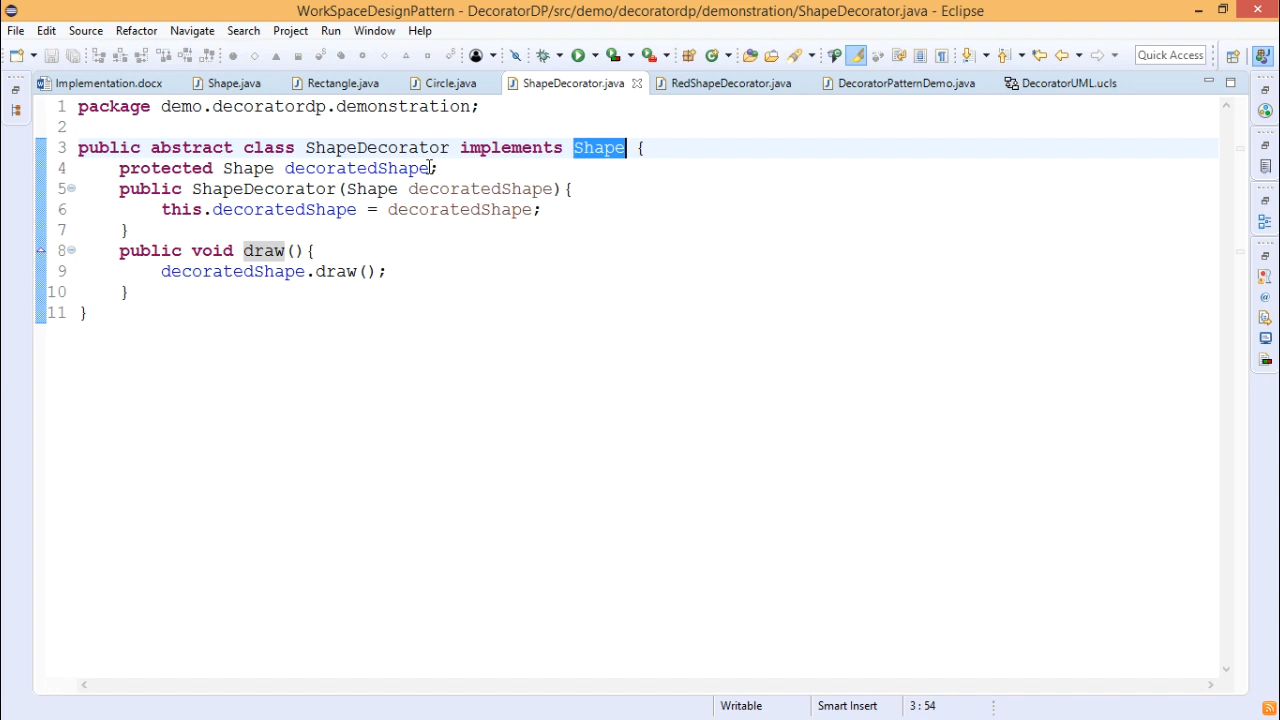 WorkSpaceDesignPattern - DecoratorDP/src/demo/decoratordp/demonstration/ShapeDecorator.java - Eclipse
File Edit Source Refactor Navigate Search Project Run Window Help
Quick Access
Implementation.docx Shape.java Rectangle.java Circle.java ShapeDecorator.java RedShapeDecorator.java DecoratorPatternDemo.java DecoratorUML.ucls
1 package demo.decoratordp.demonstration;
2
3 public abstract class ShapeDecorator implements Shape {
4 protected Shape decoratedShape;
5 public ShapeDecorator(Shape decoratedShape){
6 this.decoratedShape = decoratedShape;
7 }
8 public void draw(){
9 decoratedShape.draw();
10 }
11 }
Writable Smart Insert 3 : 54